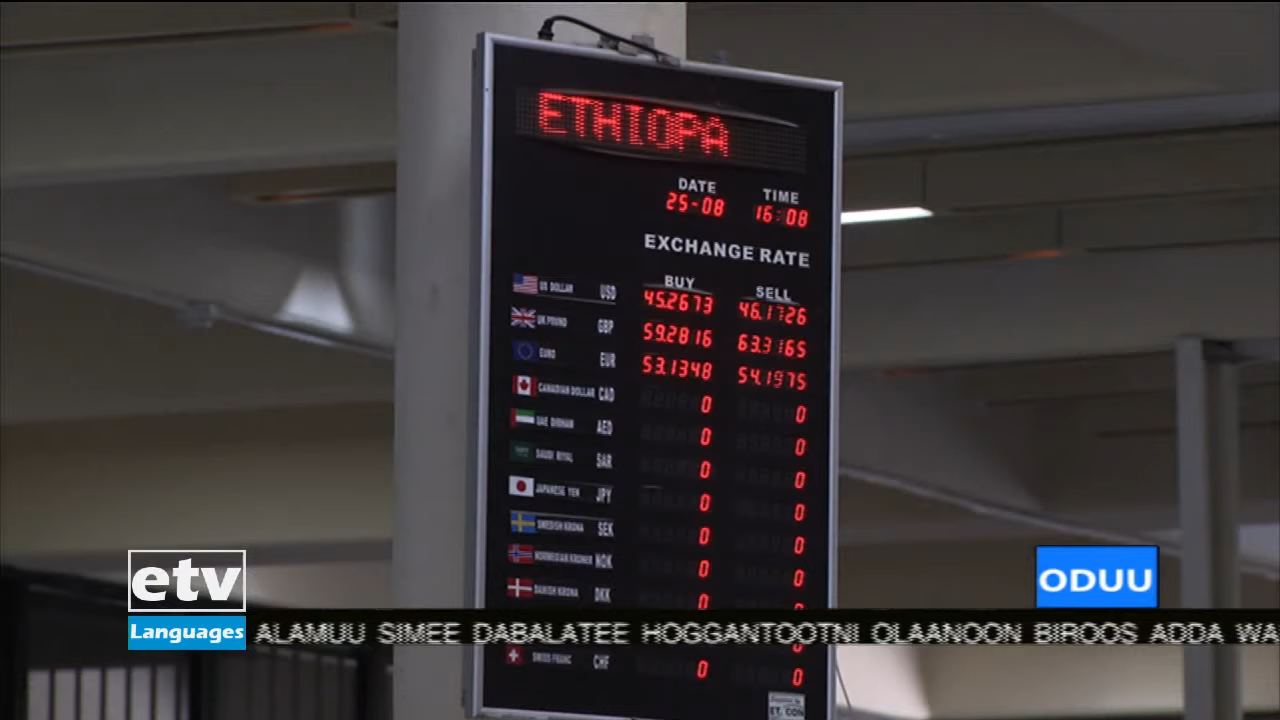 ETHIOPA
DATE TIME
25-08 16:08
EXCHANGE RATE
BUY SELL
US DOLLAR USD 45.2673 46.1726
UK POUND GBP 59.2816 63.3165
EURO EUR 53.1348 54.1975
CANADIAN DOLLAR CAD 0 0
UAE DIRHAM AED 0 0
SAUDI RIYAL SAR 0 0
JAPANESE YEN JPY 0 0
SWEDISH KRONA SEK 0 0
NORWEGIAN KRONER NOK 0 0
DANISH KRONA DKK 0 0
etv
ODUU
Languages ALAMUU SIMEE DABALATEE HOGGANTOOTNI OLAANOON BIROOS ADDA WA
SWISS FRANC CHF 0 0